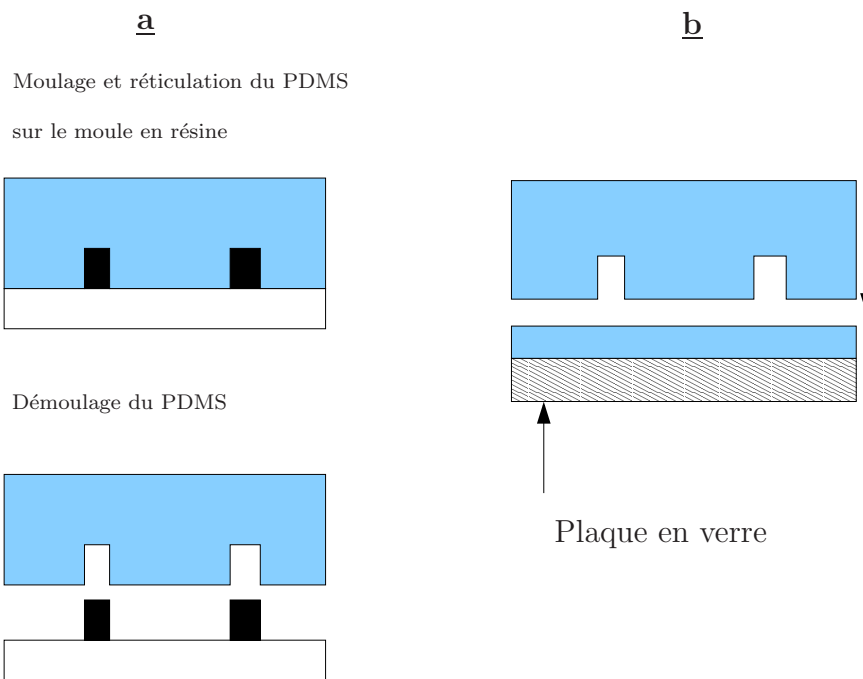 a
Moulage et réticulation du PDMS
sur le moule en résine
Démoulage du PDMS
b
Plaque en verre